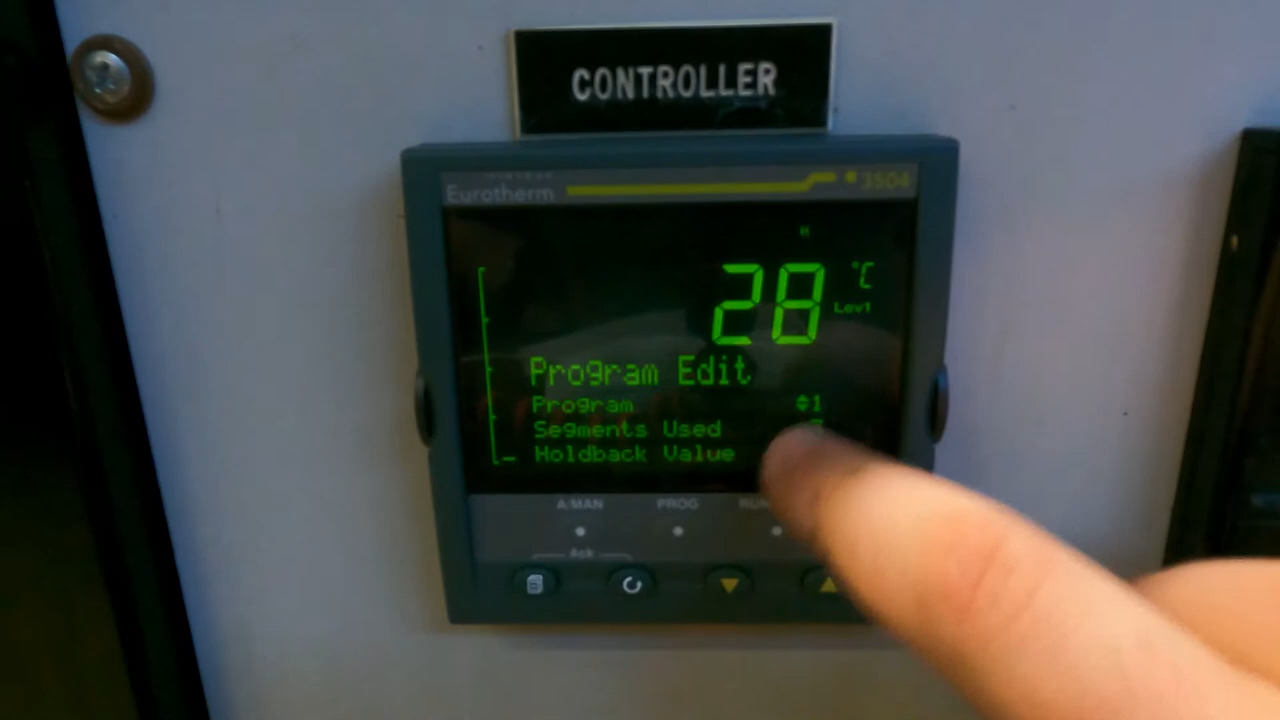 CONTROLLER
Eurotherm 3504
28 °C
Lev1
Program Edit
Program 1
Segments Used
Holdback Value
A/MAN PROG
Ack